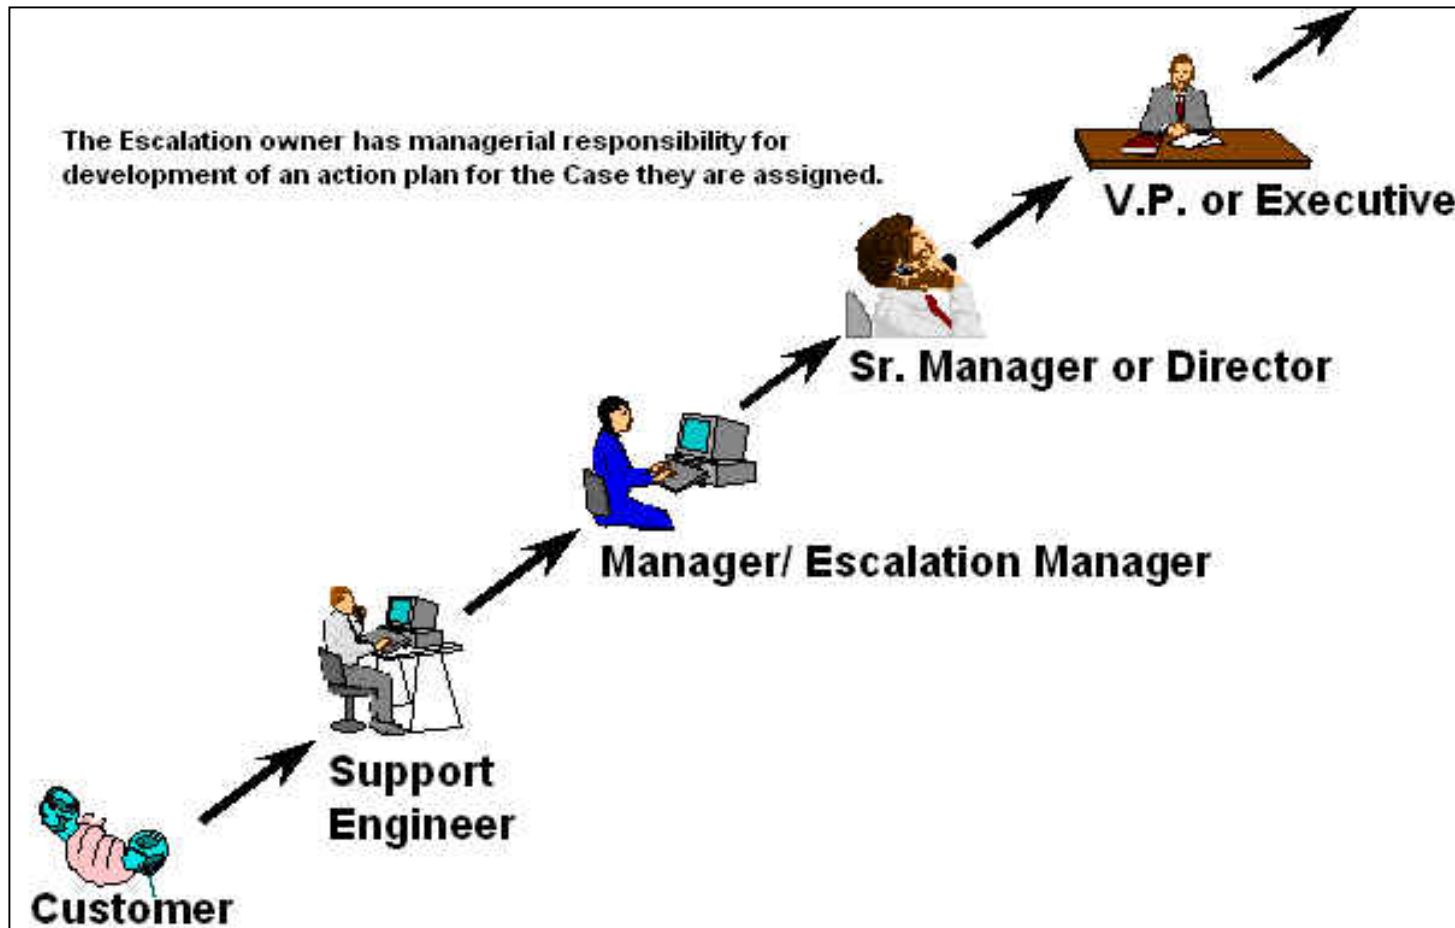 The Escalation owner has managerial responsibility for
development of an action plan for the Case they are assigned.
V.P. or Executive
Sr. Manager or Director
Manager/ Escalation Manager
Support
Engineer
Customer